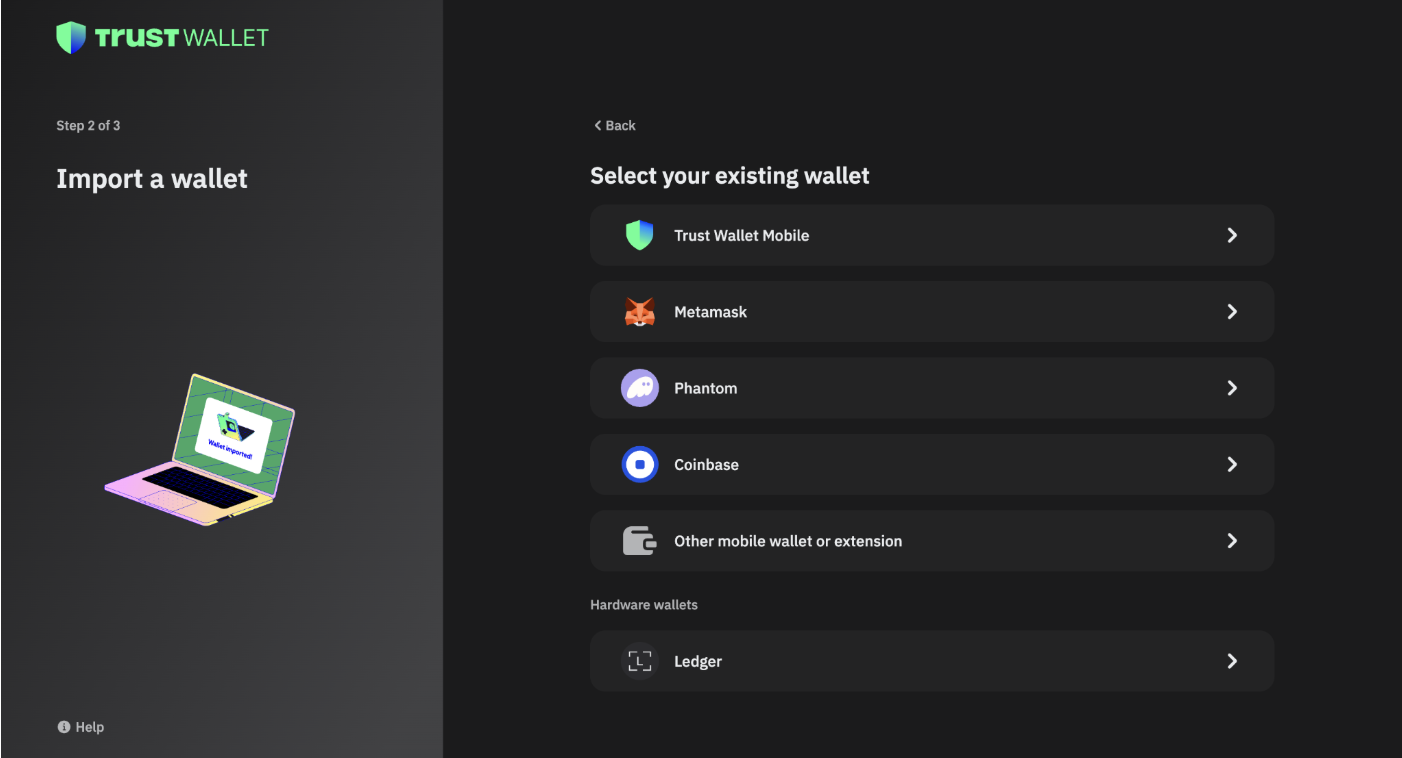 TRUST WALLET
Step 2 of 3
Import a wallet
Wallet imported!
Help
Back
Select your existing wallet
Trust Wallet Mobile
Metamask
Phantom
Coinbase
Other mobile wallet or extension
Hardware wallets
Ledger